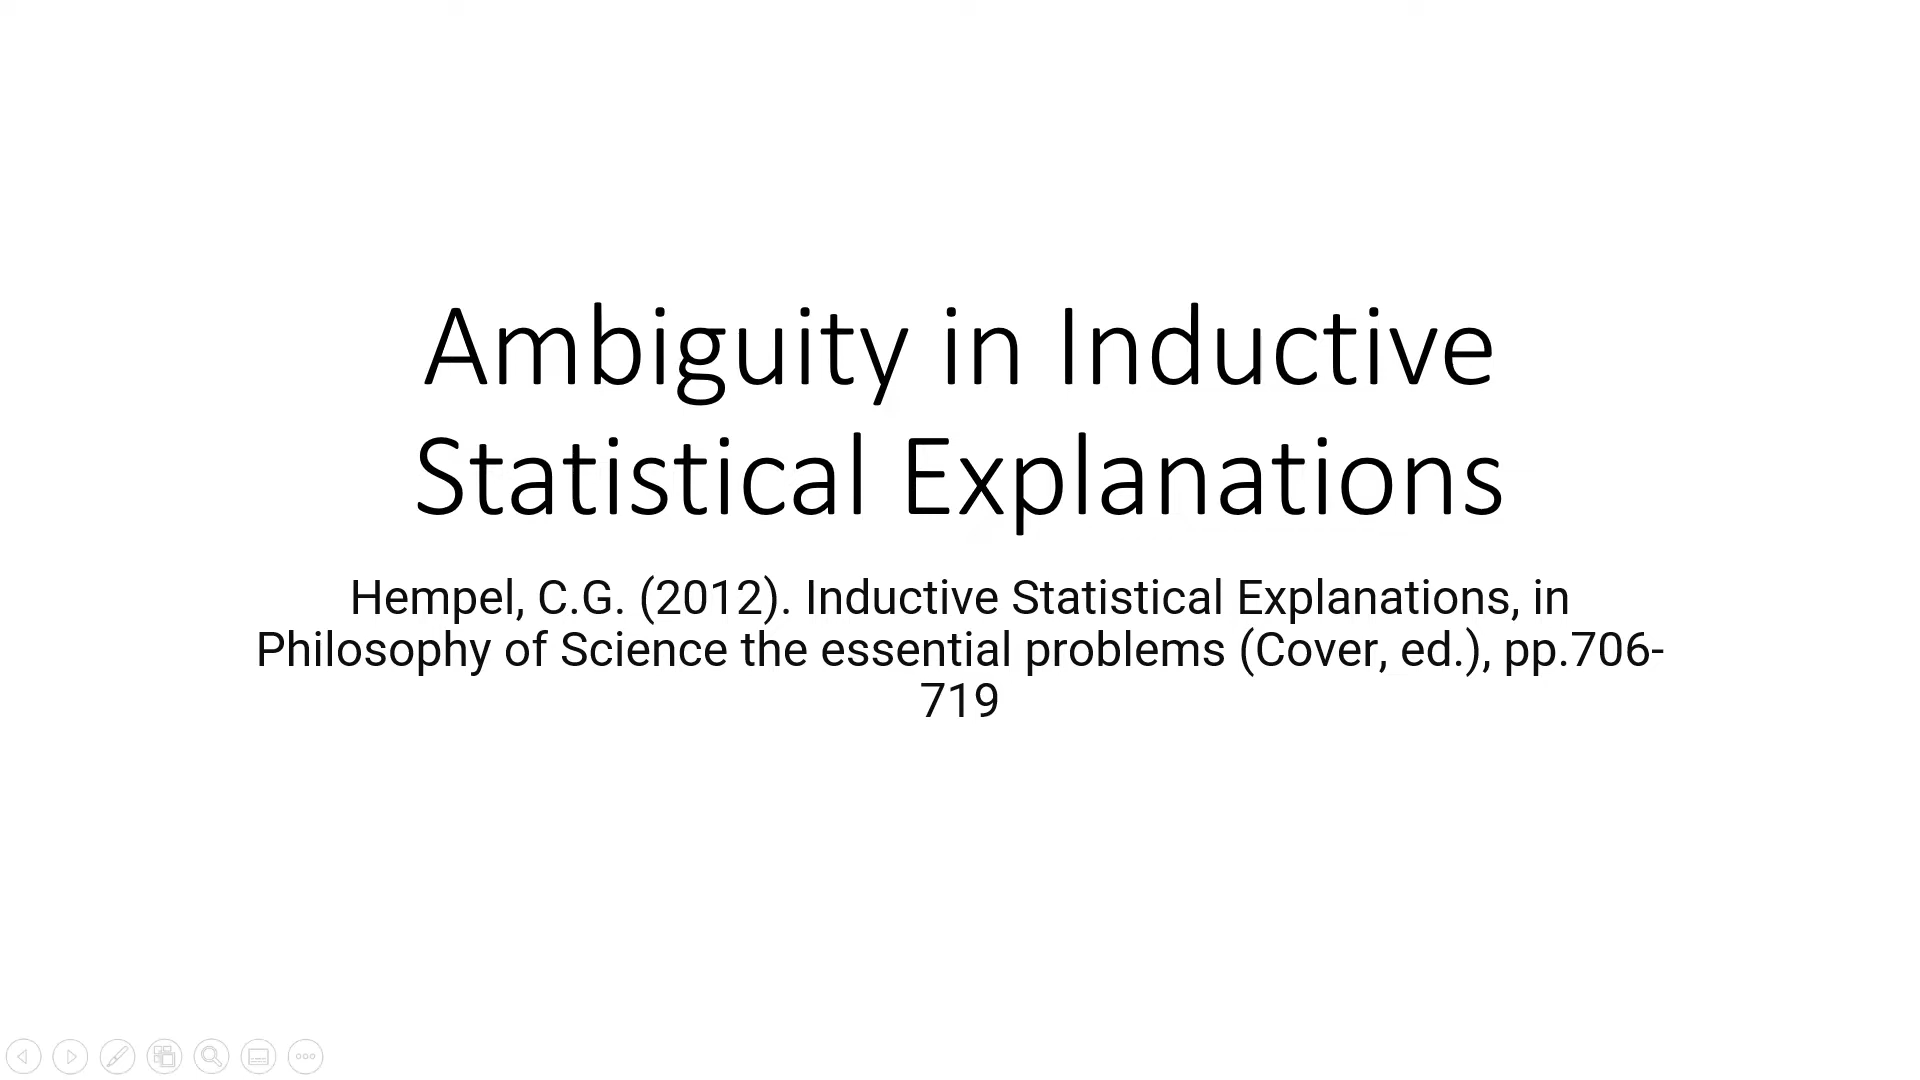 Ambiguity in Inductive
Statistical Explanations
Hempel, C.G. (2012). Inductive Statistical Explanations, in
Philosophy of Science the essential problems (Cover, ed.), pp.706-
719